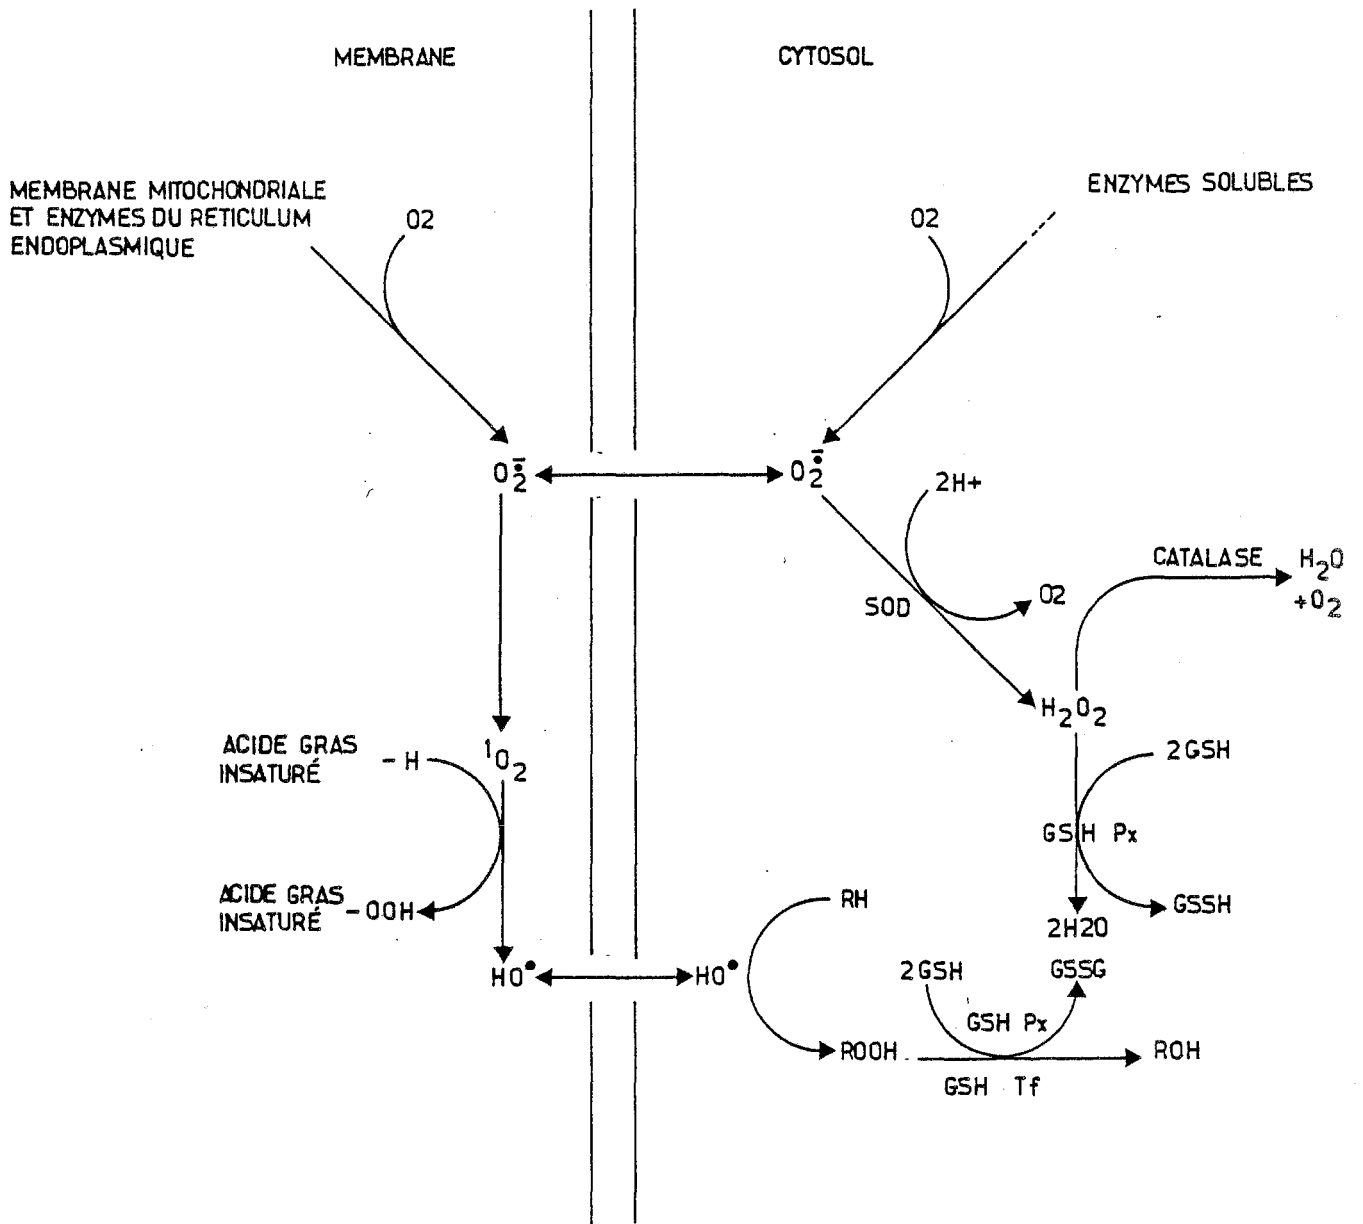 MEMBRANE
CYTOSOL
MEMBRANE MITOCHONDRIALE
ET ENZYMES DU RETICULUM
ENDOPLASMIQUE
O2
O2
ENZYMES SOLUBLES
O2•̄
O2•̄
2H+
SOD
O2
CATALASE
H2O
+O2
H2O2
ACIDE GRAS
INSATURÉ
- H
1O2
2GSH
GSH Px
ACIDE GRAS
INSATURÉ
-OOH
RH
GSSH
2H2O
HO•
HO•
2GSH
GSSG
GSH Px
ROOH
ROH
GSH Tf